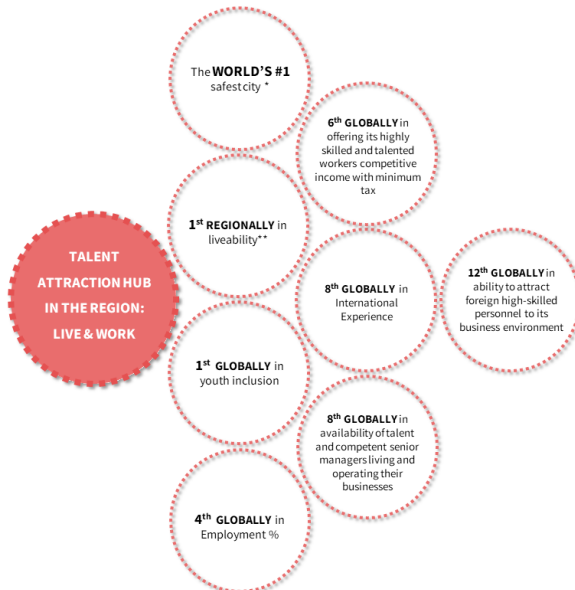 The WORLD'S #1
safest city *
6th GLOBALLY in
offering its highly
skilled and talented
workers competitive
income with minimum
tax
1st REGIONALLY in
liveability**
TALENT
ATTRACTION HUB
IN THE REGION:
LIVE & WORK
8th GLOBALLY in
International
Experience
12th GLOBALLY in
ability to attract
foreign high-skilled
personnel to its
business environment
1st GLOBALLY in
youth inclusion
8th GLOBALLY in
availability of talent
and competent senior
managers living and
operating their
businesses
4th GLOBALLY in
Employment %